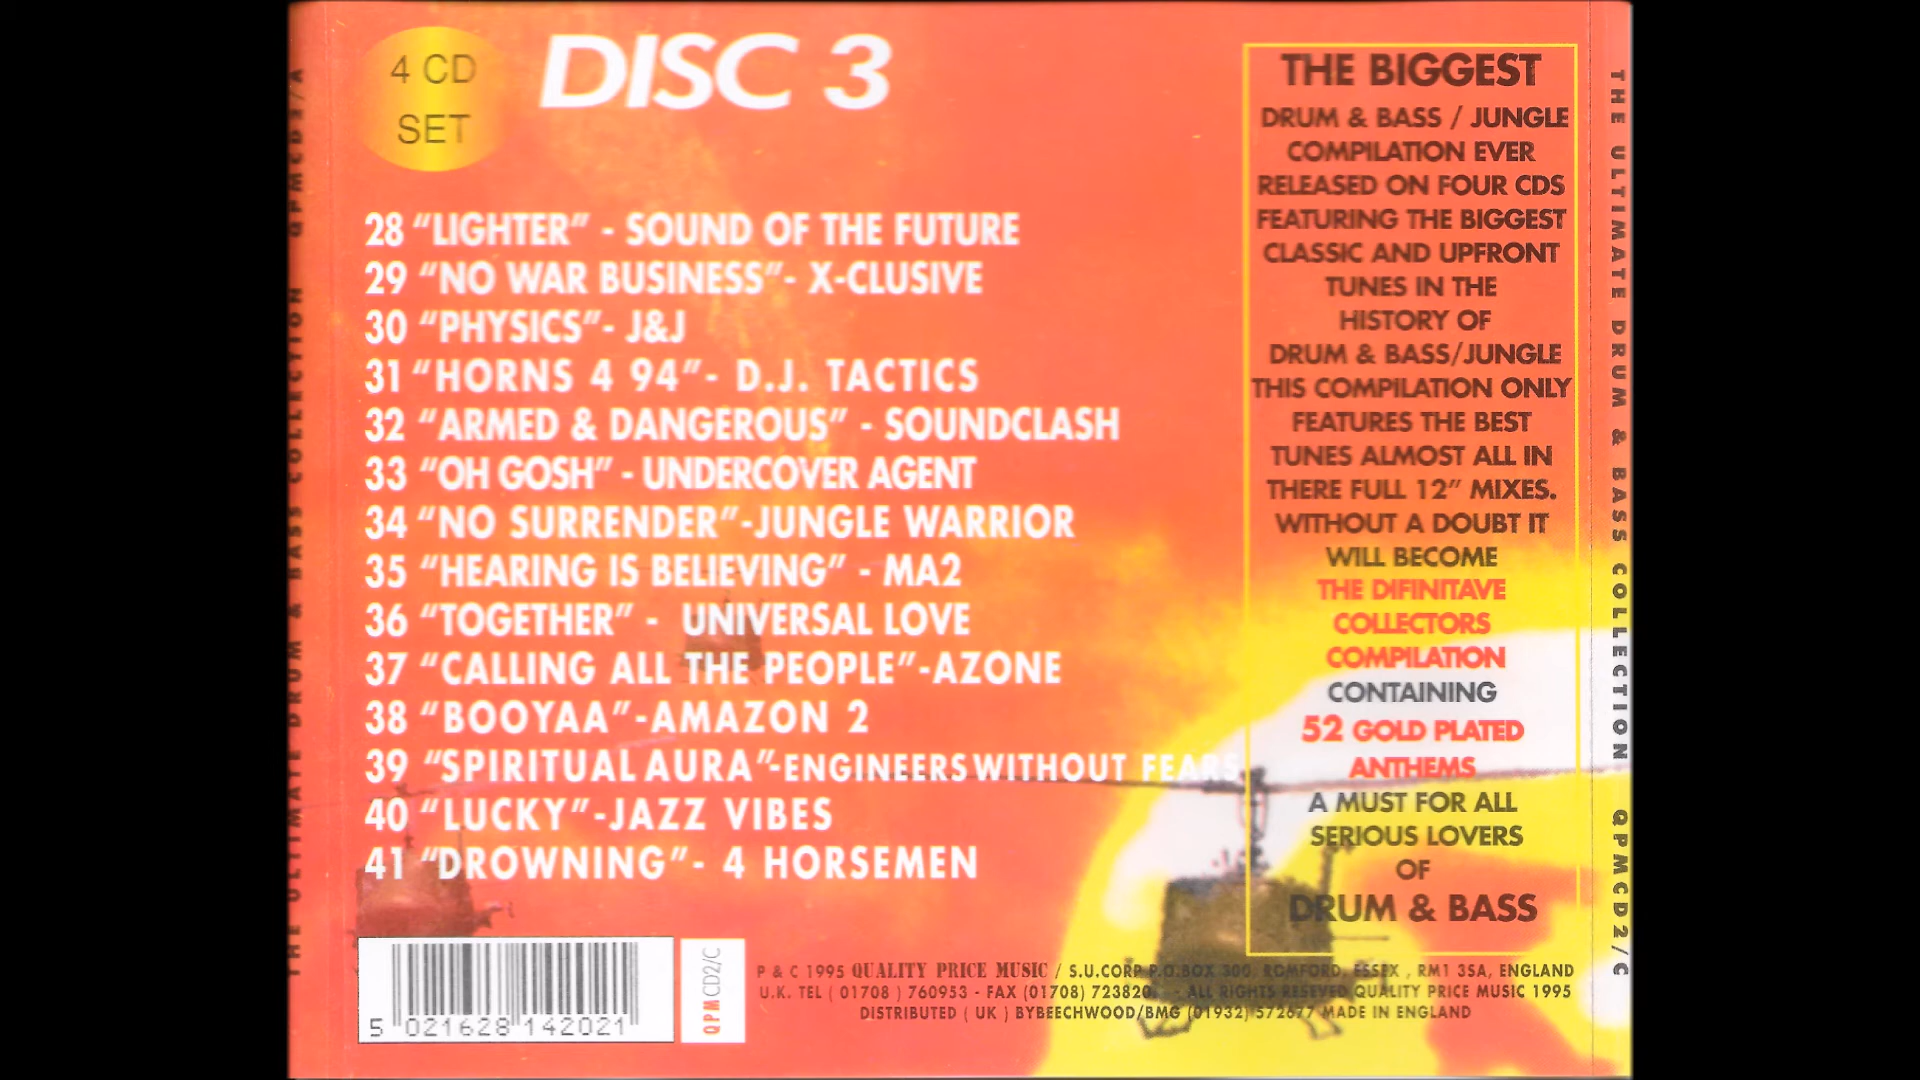 4 CD
SET
DISC 3
28 “LIGHTER” - SOUND OF THE FUTURE
29 “NO WAR BUSINESS”- X-CLUSIVE
30 “PHYSICS”- J&J
31 “HORNS 4 94”- D.J. TACTICS
32 “ARMED & DANGEROUS” - SOUNDCLASH
33 “OH GOSH” - UNDERCOVER AGENT
34 “NO SURRENDER”-JUNGLE WARRIOR
35 “HEARING IS BELIEVING” - MA2
36 “TOGETHER” - UNIVERSAL LOVE
37 “CALLING ALL THE PEOPLE”-AZONE
38 “BOOYAA”-AMAZON 2
39 “SPIRITUAL AURA”-ENGINEERS WITHOUT FEARS
40 “LUCKY”-JAZZ VIBES
41 “DROWNING”- 4 HORSEMEN
THE BIGGEST
DRUM & BASS / JUNGLE
COMPILATION EVER
RELEASED ON FOUR CDS
FEATURING THE BIGGEST
CLASSIC AND UPFRONT
TUNES IN THE
HISTORY OF
DRUM & BASS/JUNGLE
THIS COMPILATION ONLY
FEATURES THE BEST
TUNES ALMOST ALL IN
THERE FULL 12” MIXES.
WITHOUT A DOUBT IT
WILL BECOME
THE DIFINITAVE
COLLECTORS
COMPILATION
CONTAINING
52 GOLD PLATED
ANTHEMS
A MUST FOR ALL
SERIOUS LOVERS
OF
DRUM & BASS
5 021628 142021
QPMCD2/C
P & C 1995 QUALITY PRICE MUSIC / S.U.CORP P.O.BOX 300, ROMFORD, ESSEX , RM1 3SA, ENGLAND
U.K. TEL ( 01708 ) 760953 - FAX (01708) 723820. - ALL RIGHTS RESEVED QUALITY PRICE MUSIC 1995
DISTRIBUTED ( UK ) BYBEECHWOOD/BMG (01932) 572677 MADE IN ENGLAND
THE ULTIMATE DRUM & BASS COLLECTION QPMCD2/C
THE ULTIMATE DRUM & BASS COLLECTION